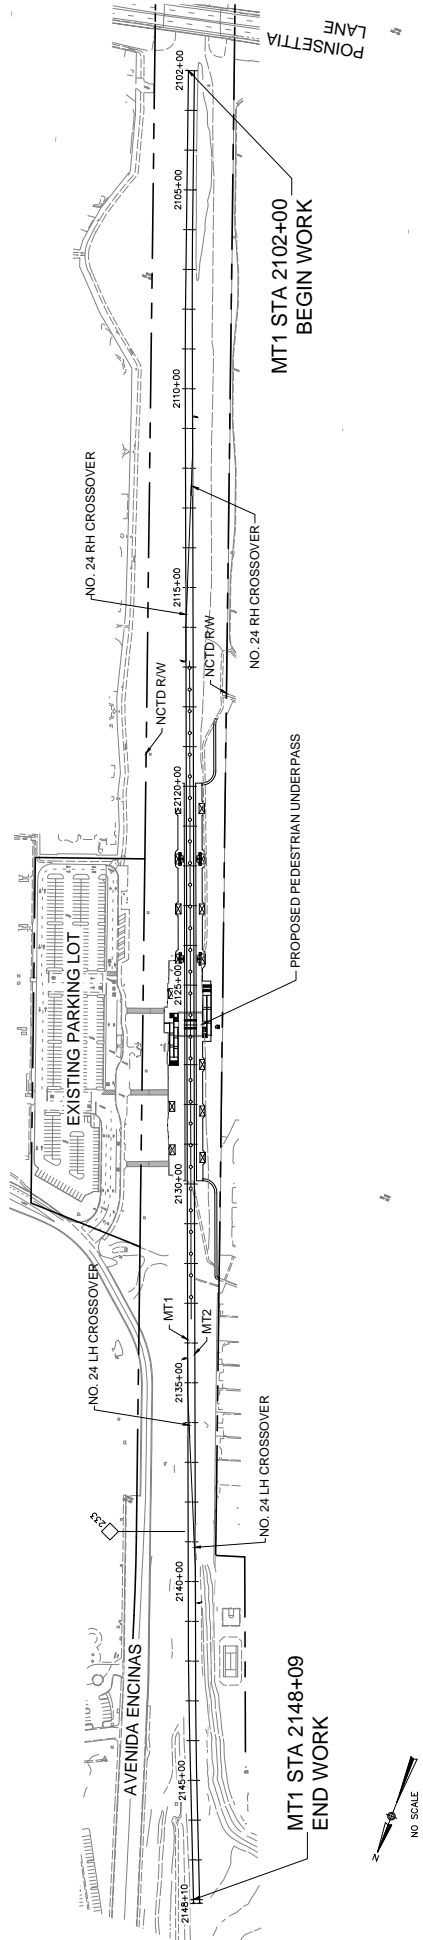 POINSETTIA
LANE
2102+00
2105+00
MT1 STA 2102+00
BEGIN WORK
2110+00
NO. 24 RH CROSSOVER
2115+00
NO. 24 RH CROSSOVER
NCTD R/W
NCTD R/W
2120+00
PROPOSED PEDESTRIAN UNDERPASS
EXISTING PARKING LOT
2125+00
2130+00
MT1
MT2
NO. 24 LH CROSSOVER
2135+00
NO. 24 LH CROSSOVER
233
2140+00
AVENIDA ENCINAS
2145+00
MT1 STA 2148+09
END WORK
2148+10
N
NO SCALE